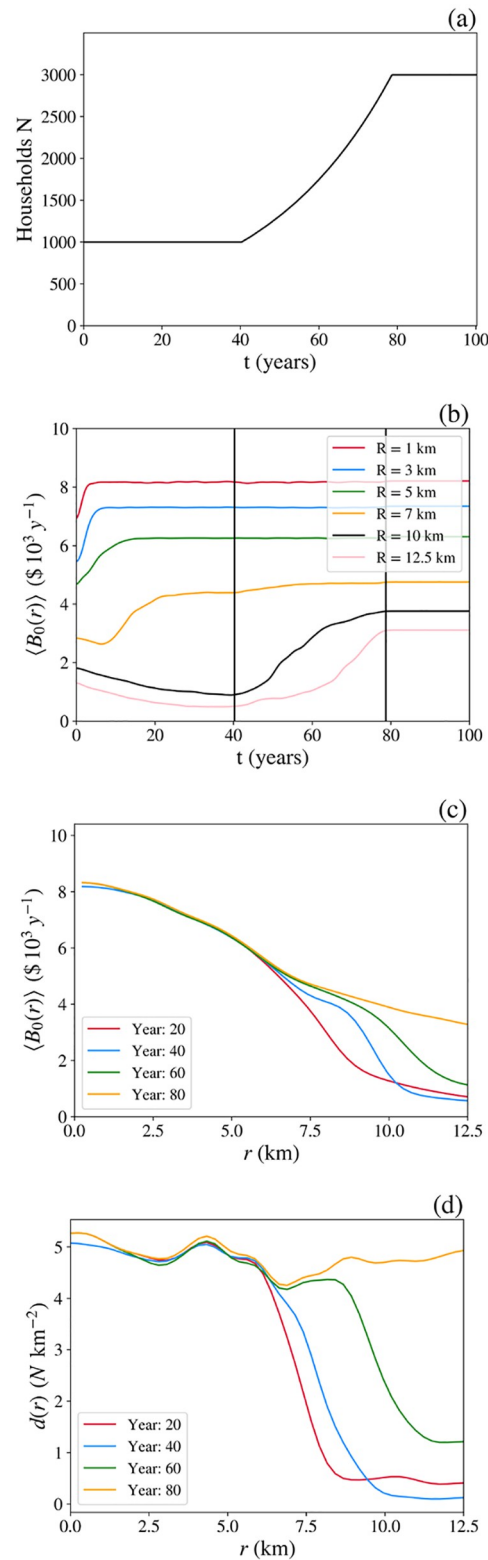 (a)
Households N
3000
2500
2000
1500
1000
500
0
0 20 40 60 80 100
t (years)
(b)
⟨B₀(r)⟩ ($ 10³ y⁻¹)
10
8
6
4
2
0
R = 1 km
R = 3 km
R = 5 km
R = 7 km
R = 10 km
R = 12.5 km
0 20 40 60 80 100
t (years)
(c)
⟨B₀(r)⟩ ($ 10³ y⁻¹)
10
8
6
4
2
0
Year: 20
Year: 40
Year: 60
Year: 80
0.0 2.5 5.0 7.5 10.0 12.5
r (km)
(d)
d(r) (N km⁻²)
5
4
3
2
1
0
Year: 20
Year: 40
Year: 60
Year: 80
0.0 2.5 5.0 7.5 10.0 12.5
r (km)